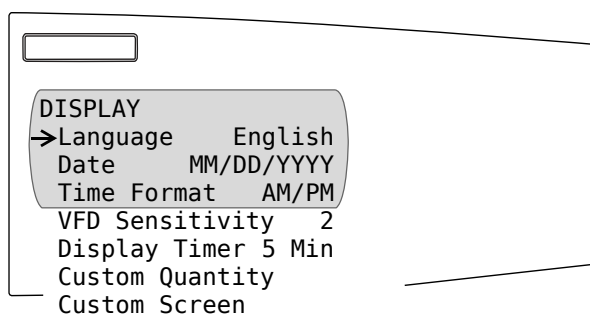 DISPLAY
→Language English
Date MM/DD/YYYY
Time Format AM/PM
VFD Sensitivity 2
Display Timer 5 Min
Custom Quantity
Custom Screen